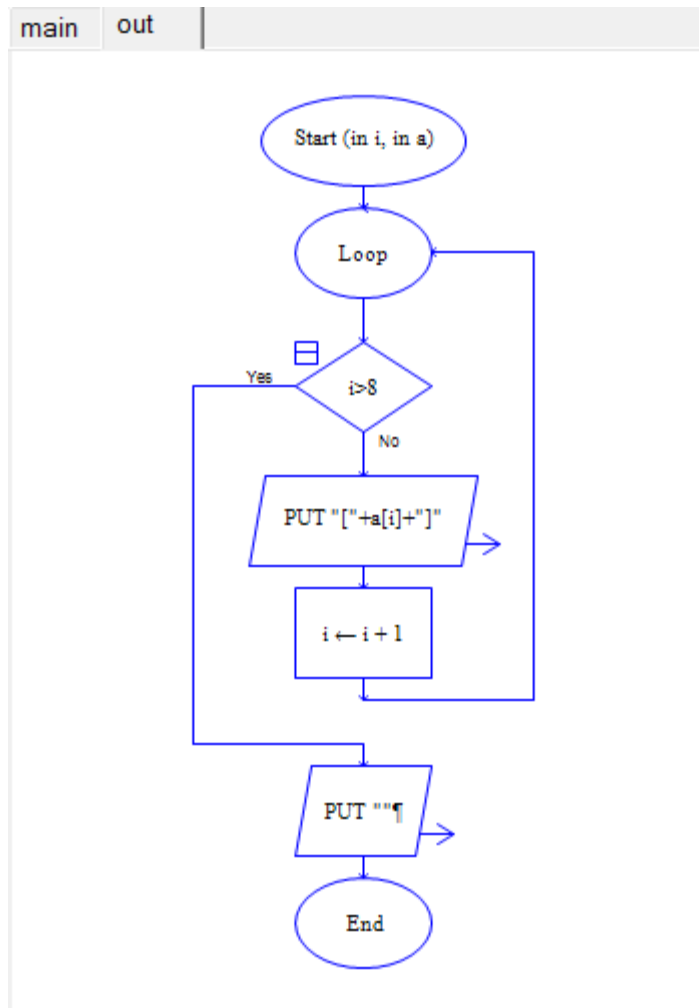 main out
Start (in i, in a)
Loop
i>8
Yes
No
PUT "["+a[i]+"]"
i ← i + 1
PUT ""¶
End